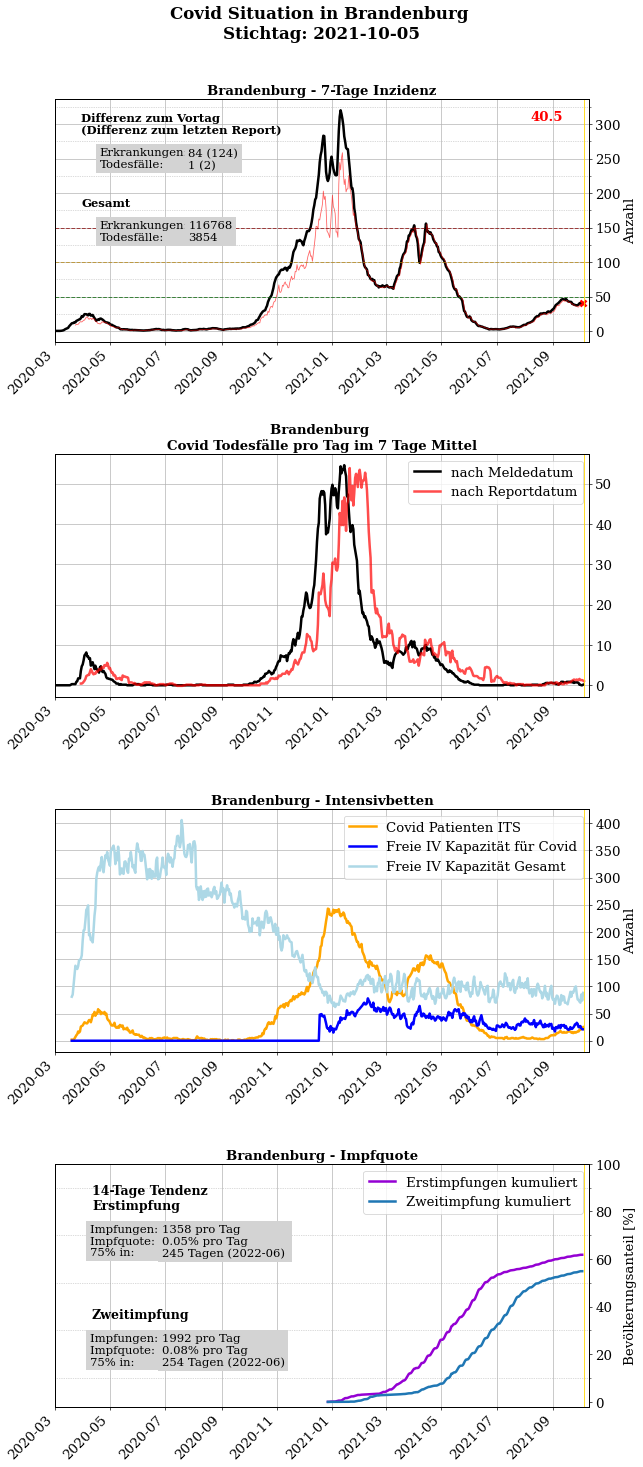 Covid Situation in Brandenburg
Stichtag: 2021-10-05
Brandenburg - 7-Tage Inzidenz
Differenz zum Vortag
(Differenz zum letzten Report)
Erkrankungen 84 (124)
Todesfälle: 1 (2)
Gesamt
Erkrankungen 116768
Todesfälle: 3854
40.5
300
250
200
150
100
50
0
Anzahl
2020-03
2020-05
2020-07
2020-09
2020-11
2021-01
2021-03
2021-05
2021-07
2021-09
Brandenburg
Covid Todesfälle pro Tag im 7 Tage Mittel
nach Meldedatum
nach Reportdatum
50
40
30
20
10
0
2020-03
2020-05
2020-07
2020-09
2020-11
2021-01
2021-03
2021-05
2021-07
2021-09
Brandenburg - Intensivbetten
Covid Patienten ITS
Freie IV Kapazität für Covid
Freie IV Kapazität Gesamt
400
350
300
250
200
150
100
50
0
Anzahl
2020-03
2020-05
2020-07
2020-09
2020-11
2021-01
2021-03
2021-05
2021-07
2021-09
Brandenburg - Impfquote
14-Tage Tendenz
Erstimpfung
Impfungen: 1358 pro Tag
Impfquote: 0.05% pro Tag
75% in: 245 Tagen (2022-06)
Zweitimpfung
Impfungen: 1992 pro Tag
Impfquote: 0.08% pro Tag
75% in: 254 Tagen (2022-06)
Erstimpfungen kumuliert
Zweitimpfung kumuliert
100
80
60
40
20
0
Bevölkerungsanteil [%]
2020-03
2020-05
2020-07
2020-09
2020-11
2021-01
2021-03
2021-05
2021-07
2021-09